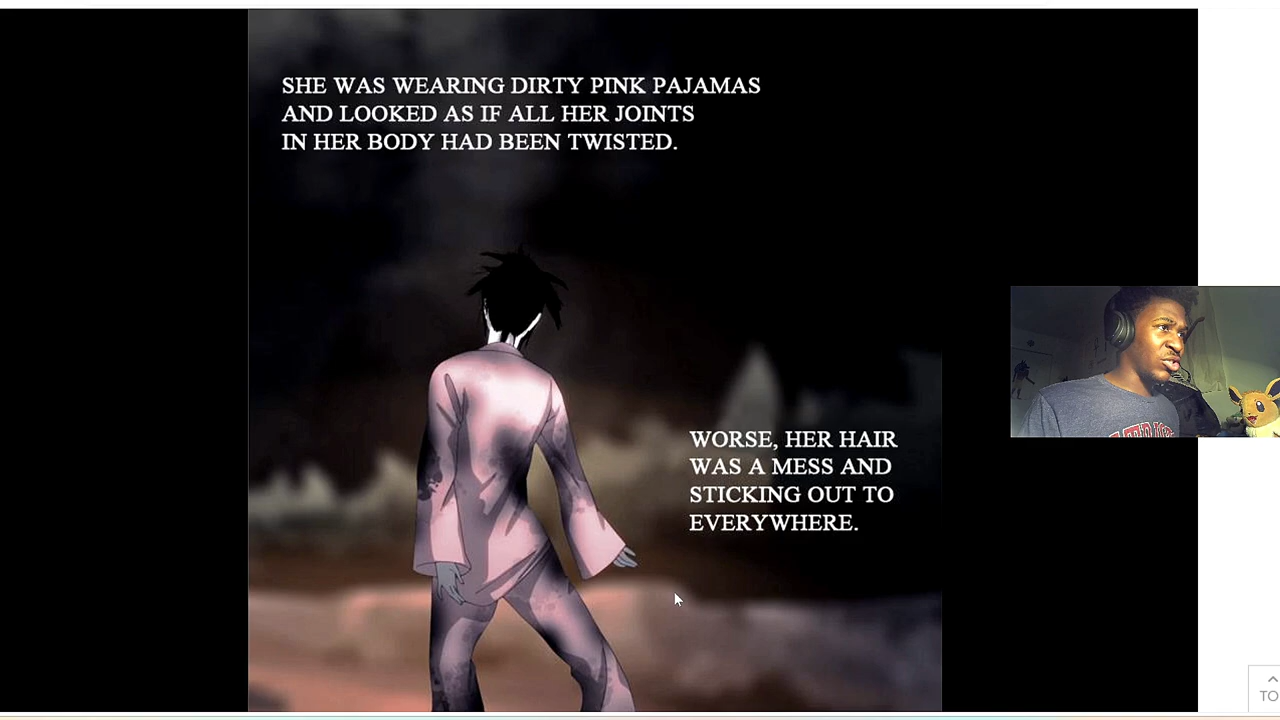 SHE WAS WEARING DIRTY PINK PAJAMAS
AND LOOKED AS IF ALL HER JOINTS
IN HER BODY HAD BEEN TWISTED.
WORSE, HER HAIR
WAS A MESS AND
STICKING OUT TO
EVERYWHERE.
TO